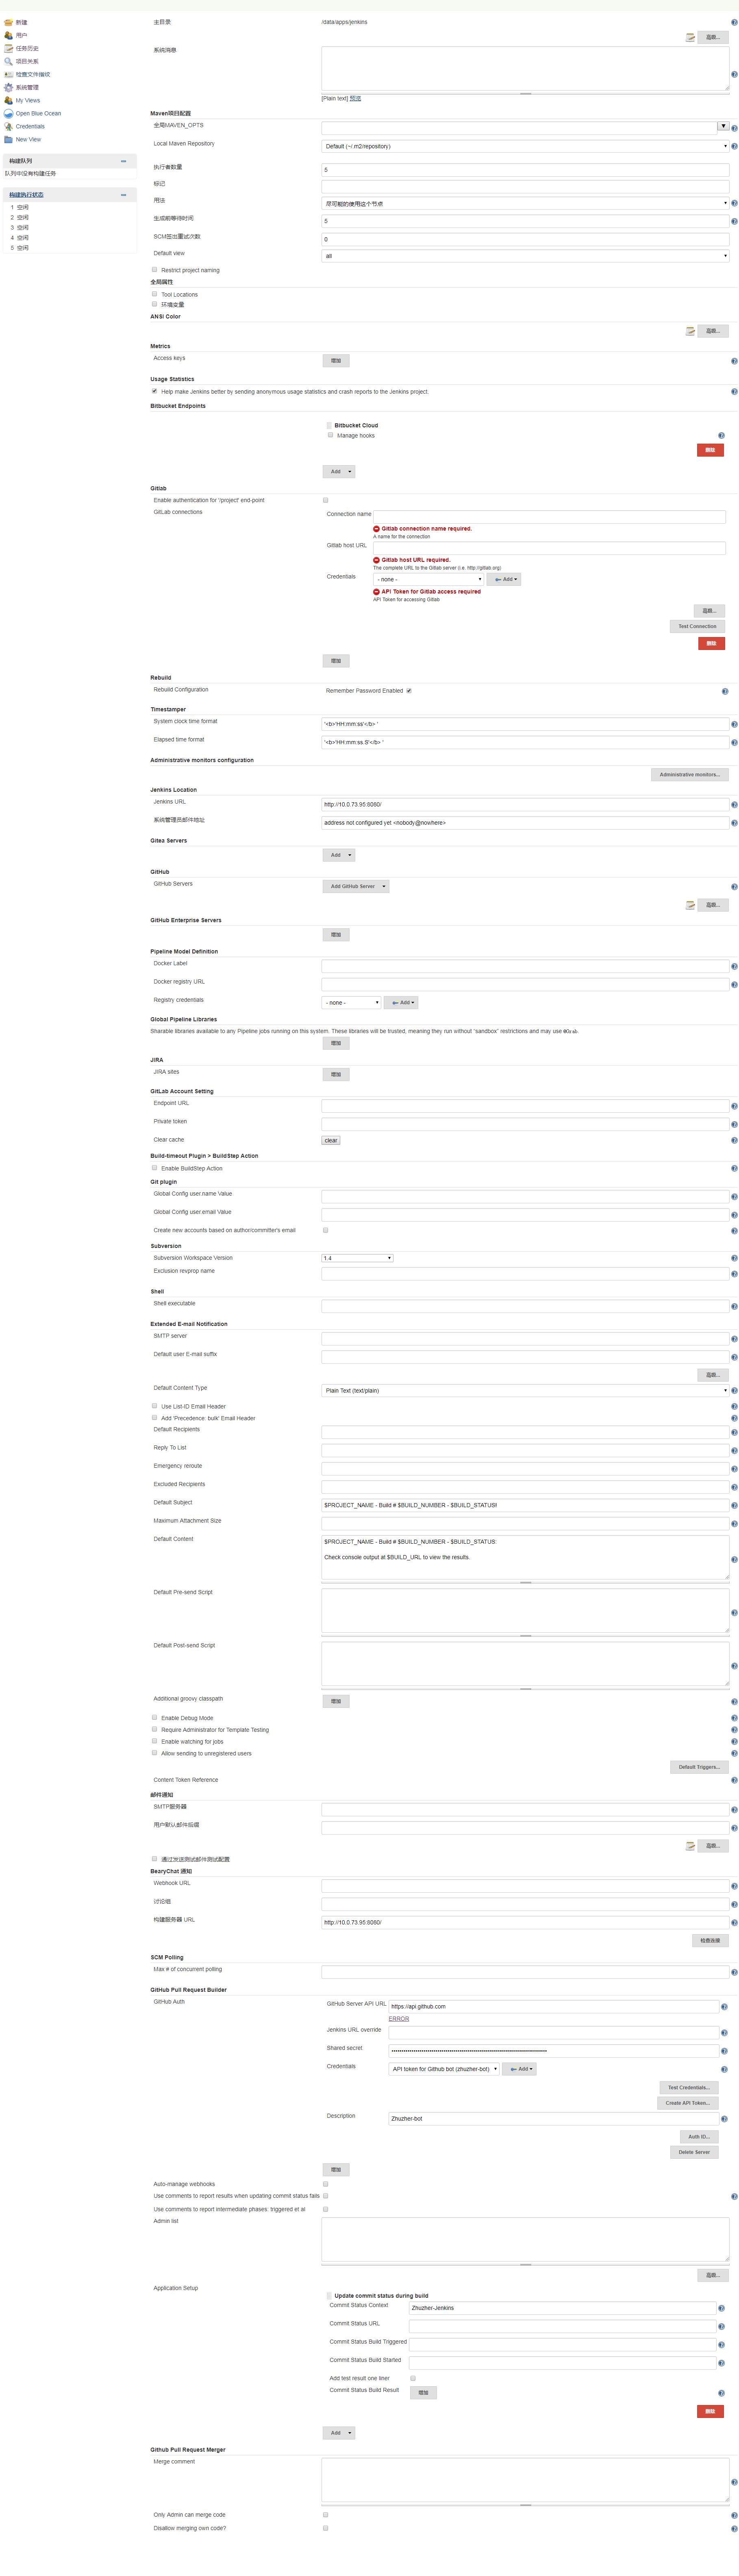 新建
用户
任务历史
项目关系
检查文件指纹
系统管理
My Views
Open Blue Ocean
Credentials
New View
构建队列
队列中没有构建任务
构建执行状态
1 空闲
2 空闲
3 空闲
4 空闲
5 空闲
主目录 /data/apps/jenkins
高级...
系统消息
[Plain text] 预览
Maven项目配置
全局MAVEN_OPTS
Local Maven Repository Default (~/.m2/repository)
执行者数量 5
标记
用法 尽可能的使用这个节点
生成前等待时间 5
SCM签出重试次数 0
Default view all
Restrict project naming
全局属性
Tool Locations
环境变量
ANSI Color
高级...
Metrics
Access keys 增加
Usage Statistics
Help make Jenkins better by sending anonymous usage statistics and crash reports to the Jenkins project.
Bitbucket Endpoints
Bitbucket Cloud
Manage hooks
删除
Add
Gitlab
Enable authentication for '/project' end-point
GitLab connections Connection name
Gitlab connection name required.
A name for the connection
Gitlab host URL
Gitlab host URL required.
The complete URL to the Gitlab server (i.e. http://gitlab.org)
Credentials - none - Add
API Token for Gitlab access required
API Token for accessing Gitlab
高级...
Test Connection
删除
增加
Rebuild
Rebuild Configuration Remember Password Enabled
Timestamper
System clock time format '<b>'HH:mm:ss'</b> '
Elapsed time format '<b>'HH:mm:ss.S'</b> '
Administrative monitors configuration
Administrative monitors...
Jenkins Location
Jenkins URL http://10.0.73.95:8080/
系统管理员邮件地址 address not configured yet <nobody@nowhere>
Gitea Servers
Add
GitHub
GitHub Servers Add GitHub Server
高级...
GitHub Enterprise Servers
增加
Pipeline Model Definition
Docker Label
Docker registry URL
Registry credentials - none - Add
Global Pipeline Libraries
Sharable libraries available to any Pipeline jobs running on this system. These libraries will be trusted, meaning they run without "sandbox" restrictions and may use @Grab.
增加
JIRA
JIRA sites 增加
GitLab Account Setting
Endpoint URL
Private token
Clear cache clear
Build-timeout Plugin > BuildStep Action
Enable BuildStep Action
Git plugin
Global Config user.name Value
Global Config user.email Value
Create new accounts based on author/committer's email
Subversion
Subversion Workspace Version 1.4
Exclusion revprop name
Shell
Shell executable
Extended E-mail Notification
SMTP server
Default user E-mail suffix
高级...
Default Content Type Plain Text (text/plain)
Use List-ID Email Header
Add 'Precedence: bulk' Email Header
Default Recipients
Reply To List
Emergency reroute
Excluded Recipients
Default Subject $PROJECT_NAME - Build # $BUILD_NUMBER - $BUILD_STATUS!
Maximum Attachment Size
Default Content $PROJECT_NAME - Build # $BUILD_NUMBER - $BUILD_STATUS:
Check console output at $BUILD_URL to view the results.
Default Pre-send Script
Default Post-send Script
Additional groovy classpath 增加
Enable Debug Mode
Require Administrator for Template Testing
Enable watching for jobs
Allow sending to unregistered users
Default Triggers...
Content Token Reference
邮件通知
SMTP服务器
用户默认邮件后缀
高级...
通过发送测试邮件测试配置
BearyChat 通知
Webhook URL
讨论组
构建服务器 URL http://10.0.73.95:8080/
检查连接
SCM Polling
Max # of concurrent polling
GitHub Pull Request Builder
GitHub Auth GitHub Server API URL https://api.github.com
ERROR
Jenkins URL override
Shared secret
Credentials API token for Github bot (zhuzher-bot) Add
Test Credentials...
Create API Token...
Description Zhuzher-bot
Auth ID...
Delete Server
增加
Auto-manage webhooks
Use comments to report results when updating commit status fails
Use comments to report intermediate phases: triggered et al
Admin list
高级...
Application Setup
Update commit status during build
Commit Status Context Zhuzher-Jenkins
Commit Status URL
Commit Status Build Triggered
Commit Status Build Started
Add test result one liner
Commit Status Build Result 增加
删除
Add
Github Pull Request Merger
Merge comment
Only Admin can merge code
Disallow merging own code?